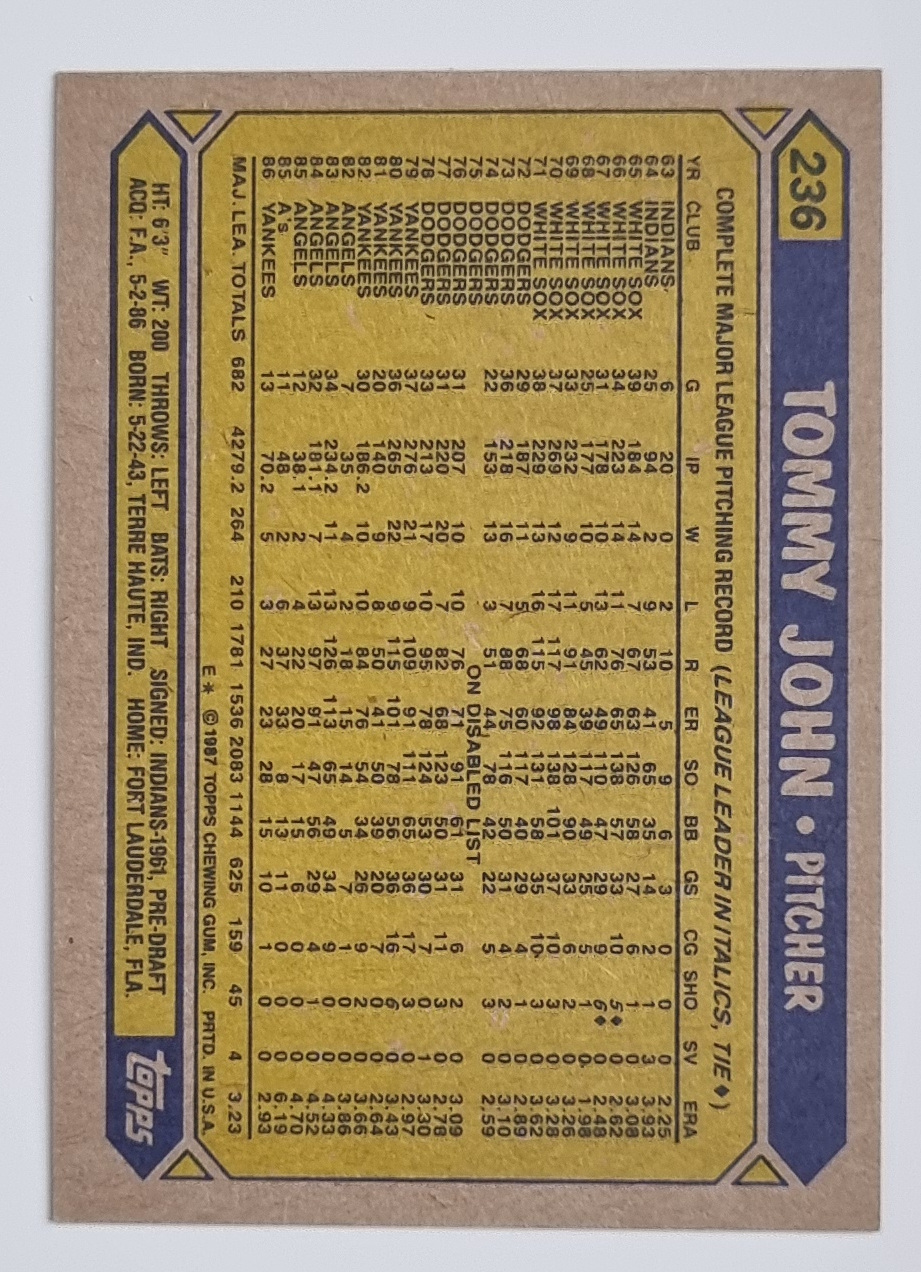 236 TOMMY JOHN • PITCHER
COMPLETE MAJOR LEAGUE PITCHING RECORD (LEAGUE LEADER IN ITALICS, TIE ♦)
YR CLUB G IP W L R ER SO BB GS CG SHO SV ERA
63 INDIANS 6 20 0 2 10 5 9 6 3 0 0 0 2.25
64 INDIANS 25 94 2 9 53 41 65 35 14 2 1 3 3.93
65 WHITE SOX 39 184 14 7 67 63 126 58 27 6 1 0 3.08
66 WHITE SOX 34 223 14 11 76 65 138 57 33 10 5♦ 0 2.62
67 WHITE SOX 31 178 10 13 62 49 110 47 29 9 6♦ 0 2.48
68 WHITE SOX 25 177 10 5 45 39 117 49 25 5 1 0 1.98
69 WHITE SOX 33 232 9 11 91 84 128 90 33 6 2 0 3.26
70 WHITE SOX 37 269 12 17 117 98 138 101 37 10 3 0 3.28
71 WHITE SOX 38 229 13 16 115 92 131 58 35 10 3 0 3.62
72 DODGERS 29 187 11 5 68 60 117 40 29 4 1 0 2.89
73 DODGERS 36 218 16 7 88 75 116 50 31 4 2 0 3.10
74 DODGERS 22 153 13 3 51 44 78 42 22 5 3 0 2.59
75 DODGERS ON DISABLED LIST
76 DODGERS 31 207 10 10 76 71 91 61 31 6 2 0 3.09
77 DODGERS 31 220 20 7 82 68 123 50 31 11 3 0 2.78
78 DODGERS 33 213 17 10 95 78 124 53 30 7 0 1 3.30
79 YANKEES 37 276 21 9 109 91 111 65 36 17 3 0 2.97
80 YANKEES 36 265 22 9 115 101 78 56 36 16 6 0 3.43
81 YANKEES 20 140 9 8 50 41 50 39 20 7 0 0 2.64
82 YANKEES 30 186.2 10 10 84 76 54 34 26 9 2 0 3.66
82 ANGELS 7 35 4 2 18 15 14 5 7 1 0 0 3.86
83 ANGELS 34 234.2 11 13 126 113 65 49 34 9 0 0 4.33
84 ANGELS 32 181.1 7 13 97 91 47 56 29 4 1 0 4.52
85 ANGELS 12 38.1 2 4 22 20 17 15 6 0 0 0 4.70
85 A's 11 48 2 6 37 33 8 13 11 0 0 0 6.19
86 YANKEES 13 70.2 5 3 27 23 28 15 10 1 0 0 2.93
MAJ. LEA. TOTALS 682 4279.2 264 210 1781 1536 2083 1144 625 159 45 4 3.23
E* © 1987 TOPPS CHEWING GUM, INC. PRTD. IN U.S.A.
HT: 6'3" WT: 200 THROWS: LEFT BATS: RIGHT SIGNED: INDIANS-1961, PRE-DRAFT
ACQ: F.A., 5-2-86 BORN: 5-22-43, TERRE HAUTE, IND. HOME: FORT LAUDERDALE, FLA.
topps